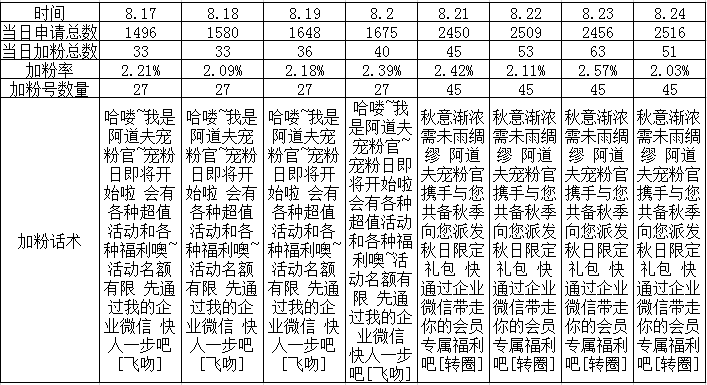 时间 8.17 8.18 8.19 8.2 8.21 8.22 8.23 8.24
当日申请总数 1496 1580 1648 1675 2450 2509 2456 2516
当日加粉总数 33 33 36 40 45 53 63 51
加粉率 2.21% 2.09% 2.18% 2.39% 2.42% 2.11% 2.57% 2.03%
加粉号数量 27 27 27 27 45 45 45 45
加粉话术
哈喽~我是
阿道夫宠
粉官~宠粉
日即将开
始啦 会有
各种超值
活动和各
种福利噢~
活动名额
有限 先通
过我的企
业微信 快
人一步吧
[飞吻]
哈喽~我是
阿道夫宠
粉官~宠粉
日即将开
始啦 会有
各种超值
活动和各
种福利噢~
活动名额
有限 先通
过我的企
业微信 快
人一步吧
[飞吻]
哈喽~我是
阿道夫宠
粉官~宠粉
日即将开
始啦 会有
各种超值
活动和各
种福利噢~
活动名额
有限 先通
过我的企
业微信 快
人一步吧
[飞吻]
哈喽~我
是阿道夫
宠粉官~
宠粉日即
将开始啦
会有各种
超值活动
和各种福
利噢~活
动名额有
限 先通
过我的企
业微信
快人一步
吧[飞吻]
秋意渐浓
需未雨绸
缪 阿道
夫宠粉官
携手与您
共备秋季
向您派发
秋日限定
礼包 快
通过企业
微信带走
你的会员
专属福利
吧[转圈]
秋意渐浓
需未雨绸
缪 阿道
夫宠粉官
携手与您
共备秋季
向您派发
秋日限定
礼包 快
通过企业
微信带走
你的会员
专属福利
吧[转圈]
秋意渐浓
需未雨绸
缪 阿道
夫宠粉官
携手与您
共备秋季
向您派发
秋日限定
礼包 快
通过企业
微信带走
你的会员
专属福利
吧[转圈]
秋意渐浓
需未雨绸
缪 阿道
夫宠粉官
携手与您
共备秋季
向您派发
秋日限定
礼包 快
通过企业
微信带走
你的会员
专属福利
吧[转圈]